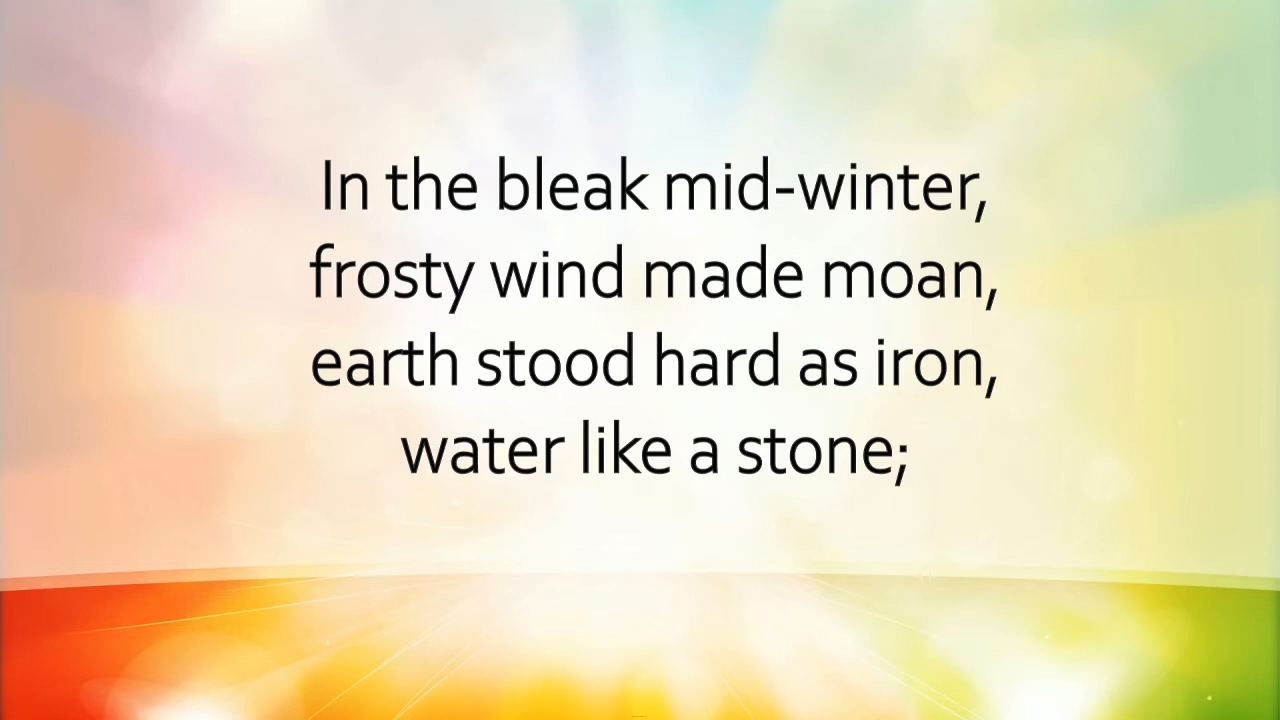 In the bleak mid-winter,
frosty wind made moan,
earth stood hard as iron,
water like a stone;